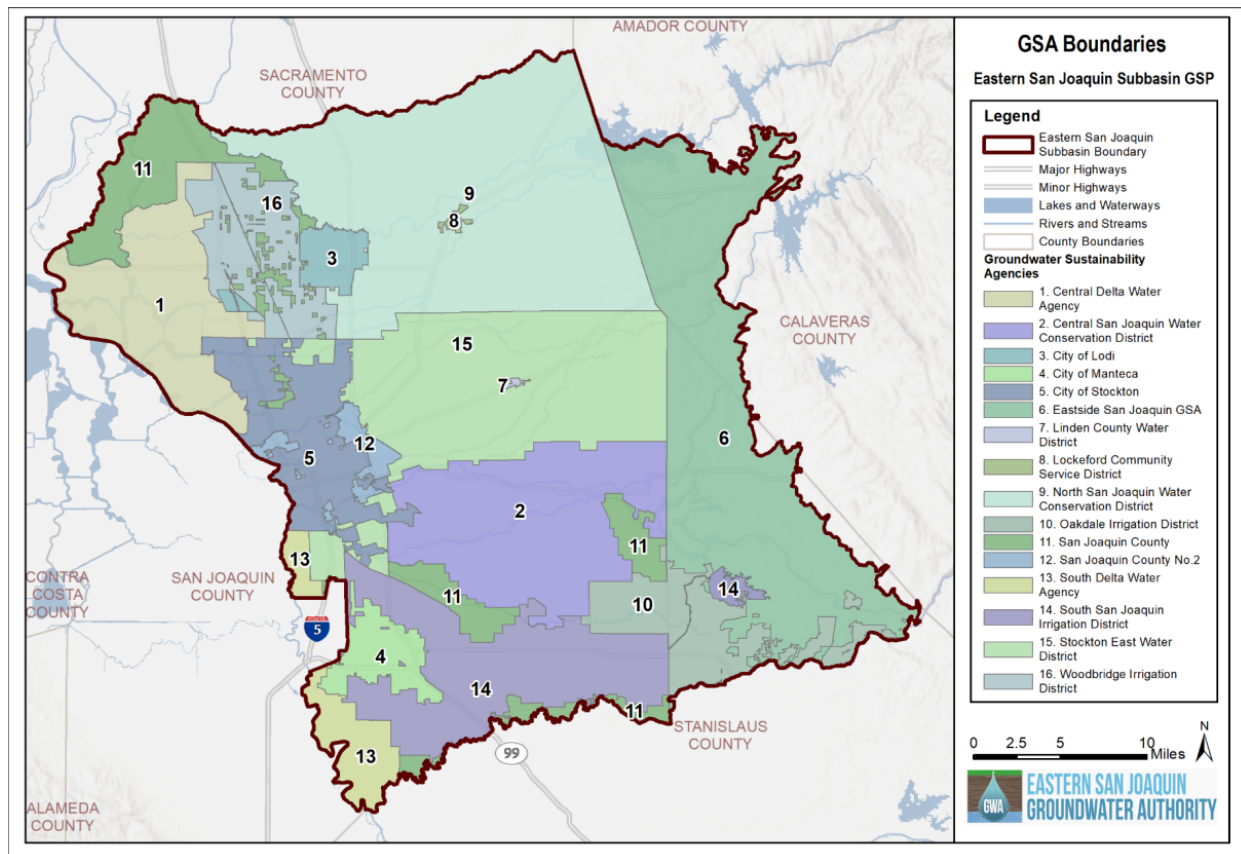 AMADOR COUNTY
SACRAMENTO
COUNTY
11
16
9
8
3
1
CALAVERAS
COUNTY
15
7
12
6
5
2
13
11
CONTRA
COSTA
COUNTY
SAN JOAQUIN
COUNTY
11
14
10
5
4
14
11
STANISLAUS
COUNTY
13
99
ALAMEDA
COUNTY
GSA Boundaries
Eastern San Joaquin Subbasin GSP
Legend
Eastern San Joaquin
Subbasin Boundary
Major Highways
Minor Highways
Lakes and Waterways
Rivers and Streams
County Boundaries
Groundwater Sustainability
Agencies
1. Central Delta Water
Agency
2. Central San Joaquin Water
Conservation District
3. City of Lodi
4. City of Manteca
5. City of Stockton
6. Eastside San Joaquin GSA
7. Linden County Water
District
8. Lockeford Community
Service District
9. North San Joaquin Water
Conservation District
10. Oakdale Irrigation District
11. San Joaquin County
12. San Joaquin County No.2
13. South Delta Water
Agency
14. South San Joaquin
Irrigation District
15. Stockton East Water
District
16. Woodbridge Irrigation
District
N
0 2.5 5 10
Miles
GWA
EASTERN SAN JOAQUIN
GROUNDWATER AUTHORITY